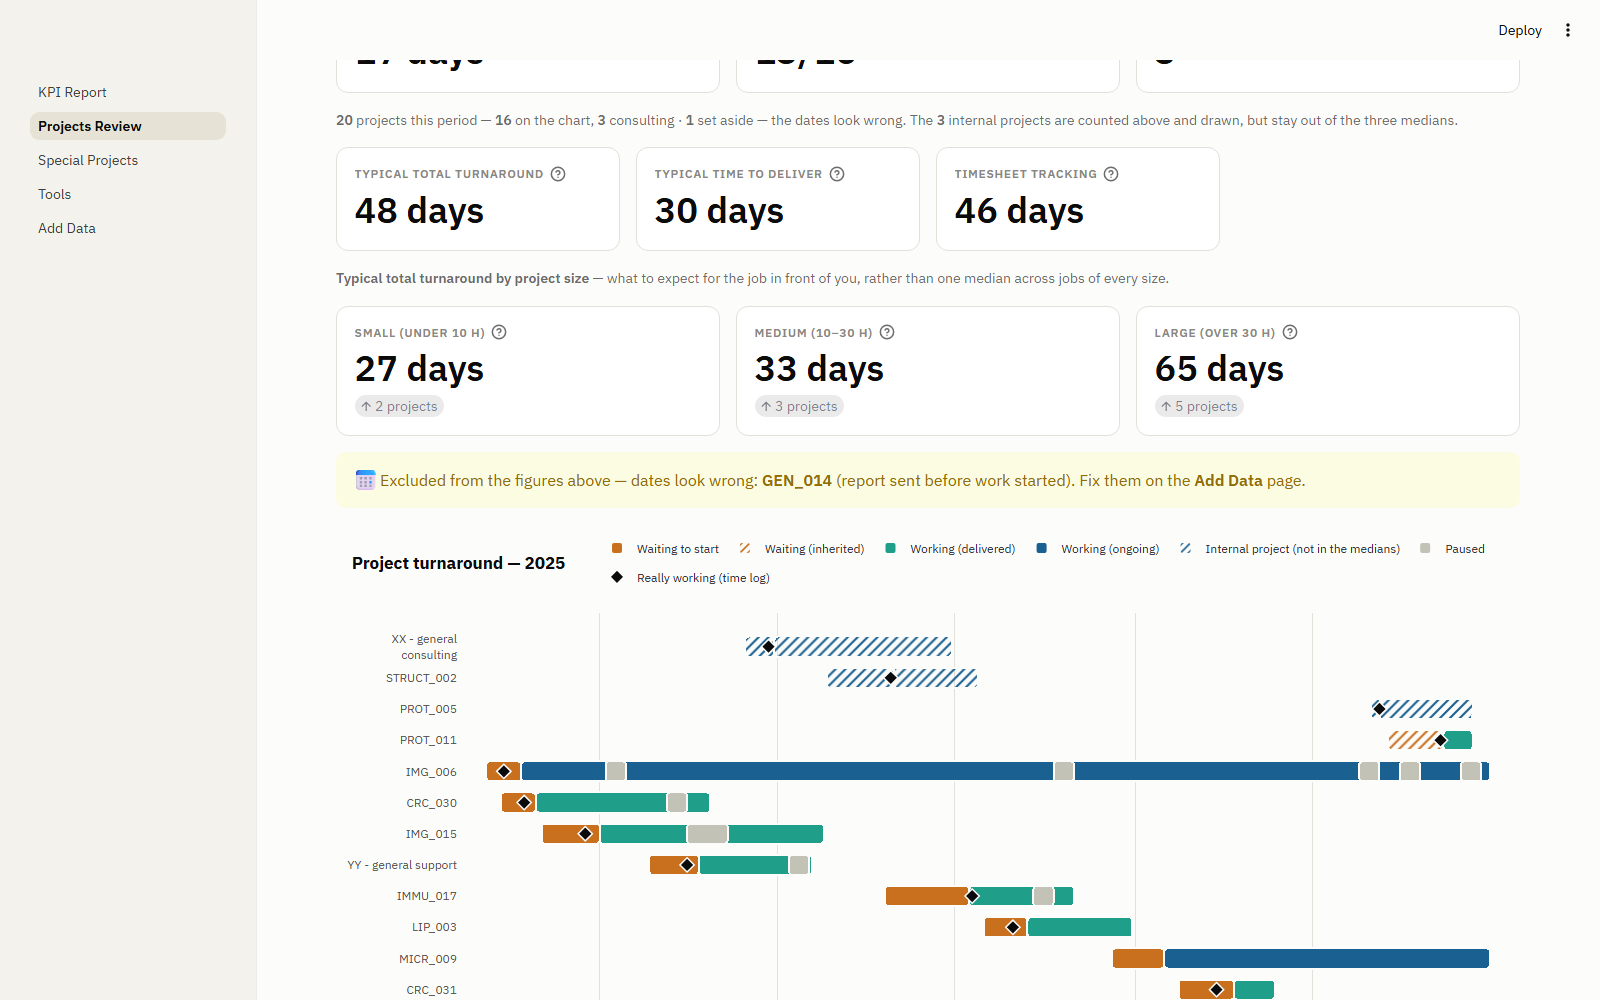 Deploy
KPI Report
Projects Review
Special Projects
Tools
Add Data
20 projects this period — 16 on the chart, 3 consulting · 1 set aside — the dates look wrong. The 3 internal projects are counted above and drawn, but stay out of the three medians.
TYPICAL TOTAL TURNAROUND
48 days
TYPICAL TIME TO DELIVER
30 days
TIMESHEET TRACKING
46 days
Typical total turnaround by project size — what to expect for the job in front of you, rather than one median across jobs of every size.
SMALL (UNDER 10 H)
27 days
↑ 2 projects
MEDIUM (10–30 H)
33 days
↑ 3 projects
LARGE (OVER 30 H)
65 days
↑ 5 projects
Excluded from the figures above — dates look wrong: GEN_014 (report sent before work started). Fix them on the Add Data page.
Project turnaround — 2025
Waiting to start
Waiting (inherited)
Working (delivered)
Working (ongoing)
Internal project (not in the medians)
Paused
Really working (time log)
XX - general
consulting
STRUCT_002
PROT_005
PROT_011
IMG_006
CRC_030
IMG_015
YY - general support
IMMU_017
LIP_003
MICR_009
CRC_031